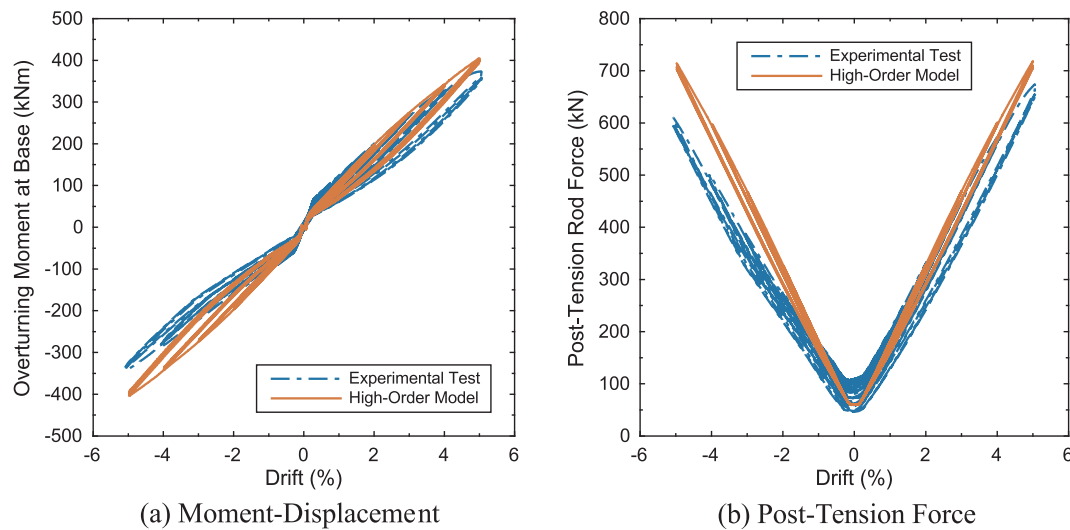 500
400
300
200
100
0
-100
-200
-300
-400
-500
Overturning Moment at Base (kNm)
Experimental Test
High-Order Model
-6 -4 -2 0 2 4 6
Drift (%)
(a) Moment-Displacement
800
700
600
500
400
300
200
100
0
Post-Tension Rod Force (kN)
Experimental Test
High-Order Model
-6 -4 -2 0 2 4 6
Drift (%)
(b) Post-Tension Force